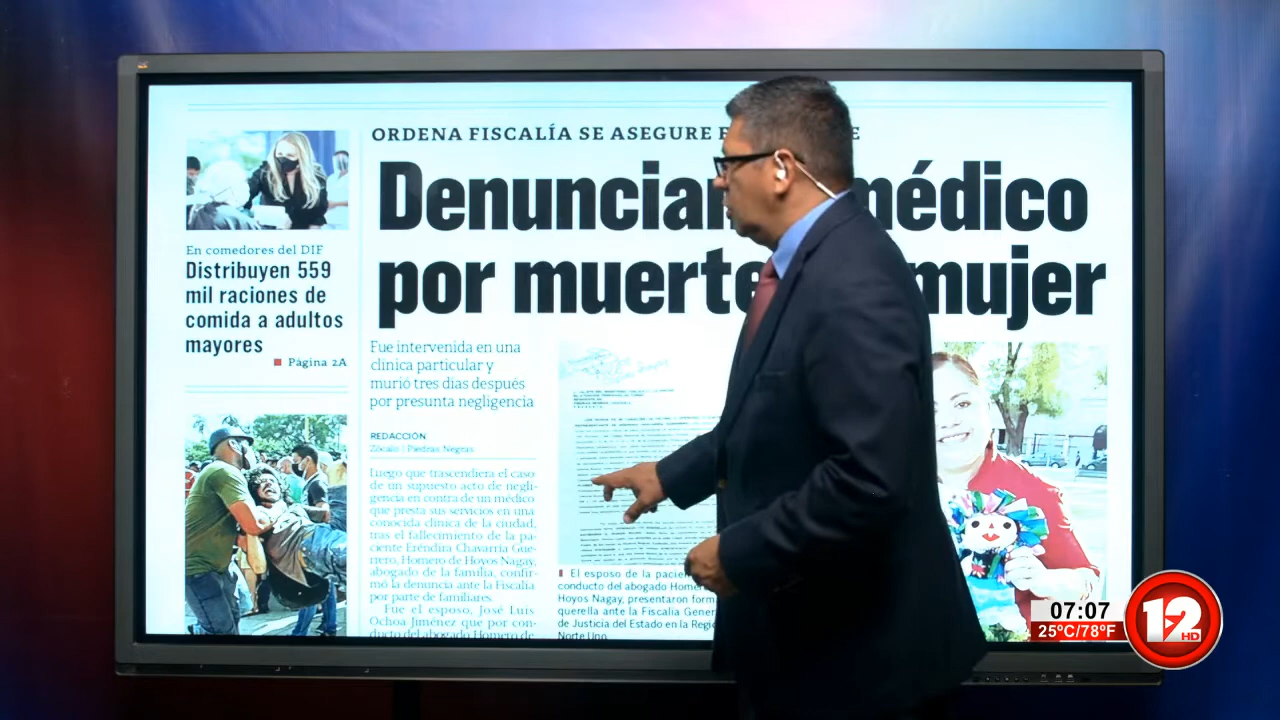 ORDENA FISCALÍA SE ASEGURE E
Denuncian médico
por muerte mujer
En comedores del DIF
Distribuyen 559
mil raciones de
comida a adultos
mayores
Página 2A
Fue intervenida en una
clínica particular y
murió tres días después
por presunta negligencia
REDACCIÓN
Zócalo | Piedras Negras
Luego que trascendiera el caso
de un supuesto acto de negli-
gencia en contra de un médico
que presta sus servicios en una
conocida clínica de la ciudad,
tras el fallecimiento de la pa-
ciente Eréndira Chavarría Gue-
rrero, Homero de Hoyos Nagay,
abogado de la familia, confir-
mó la denuncia ante la Fiscalía
por parte de familiares.
Fue el esposo, José Luis
Ochoa Jiménez que por con-
ducto del abogado Homero de
El esposo de la pacien
conducto del abogado Homer
Hoyos Nagay, presentaron form
querella ante la Fiscalía Gener
de Justicia del Estado en la Regi
Norte Uno.
07:07
25°C/78°F
12
HD